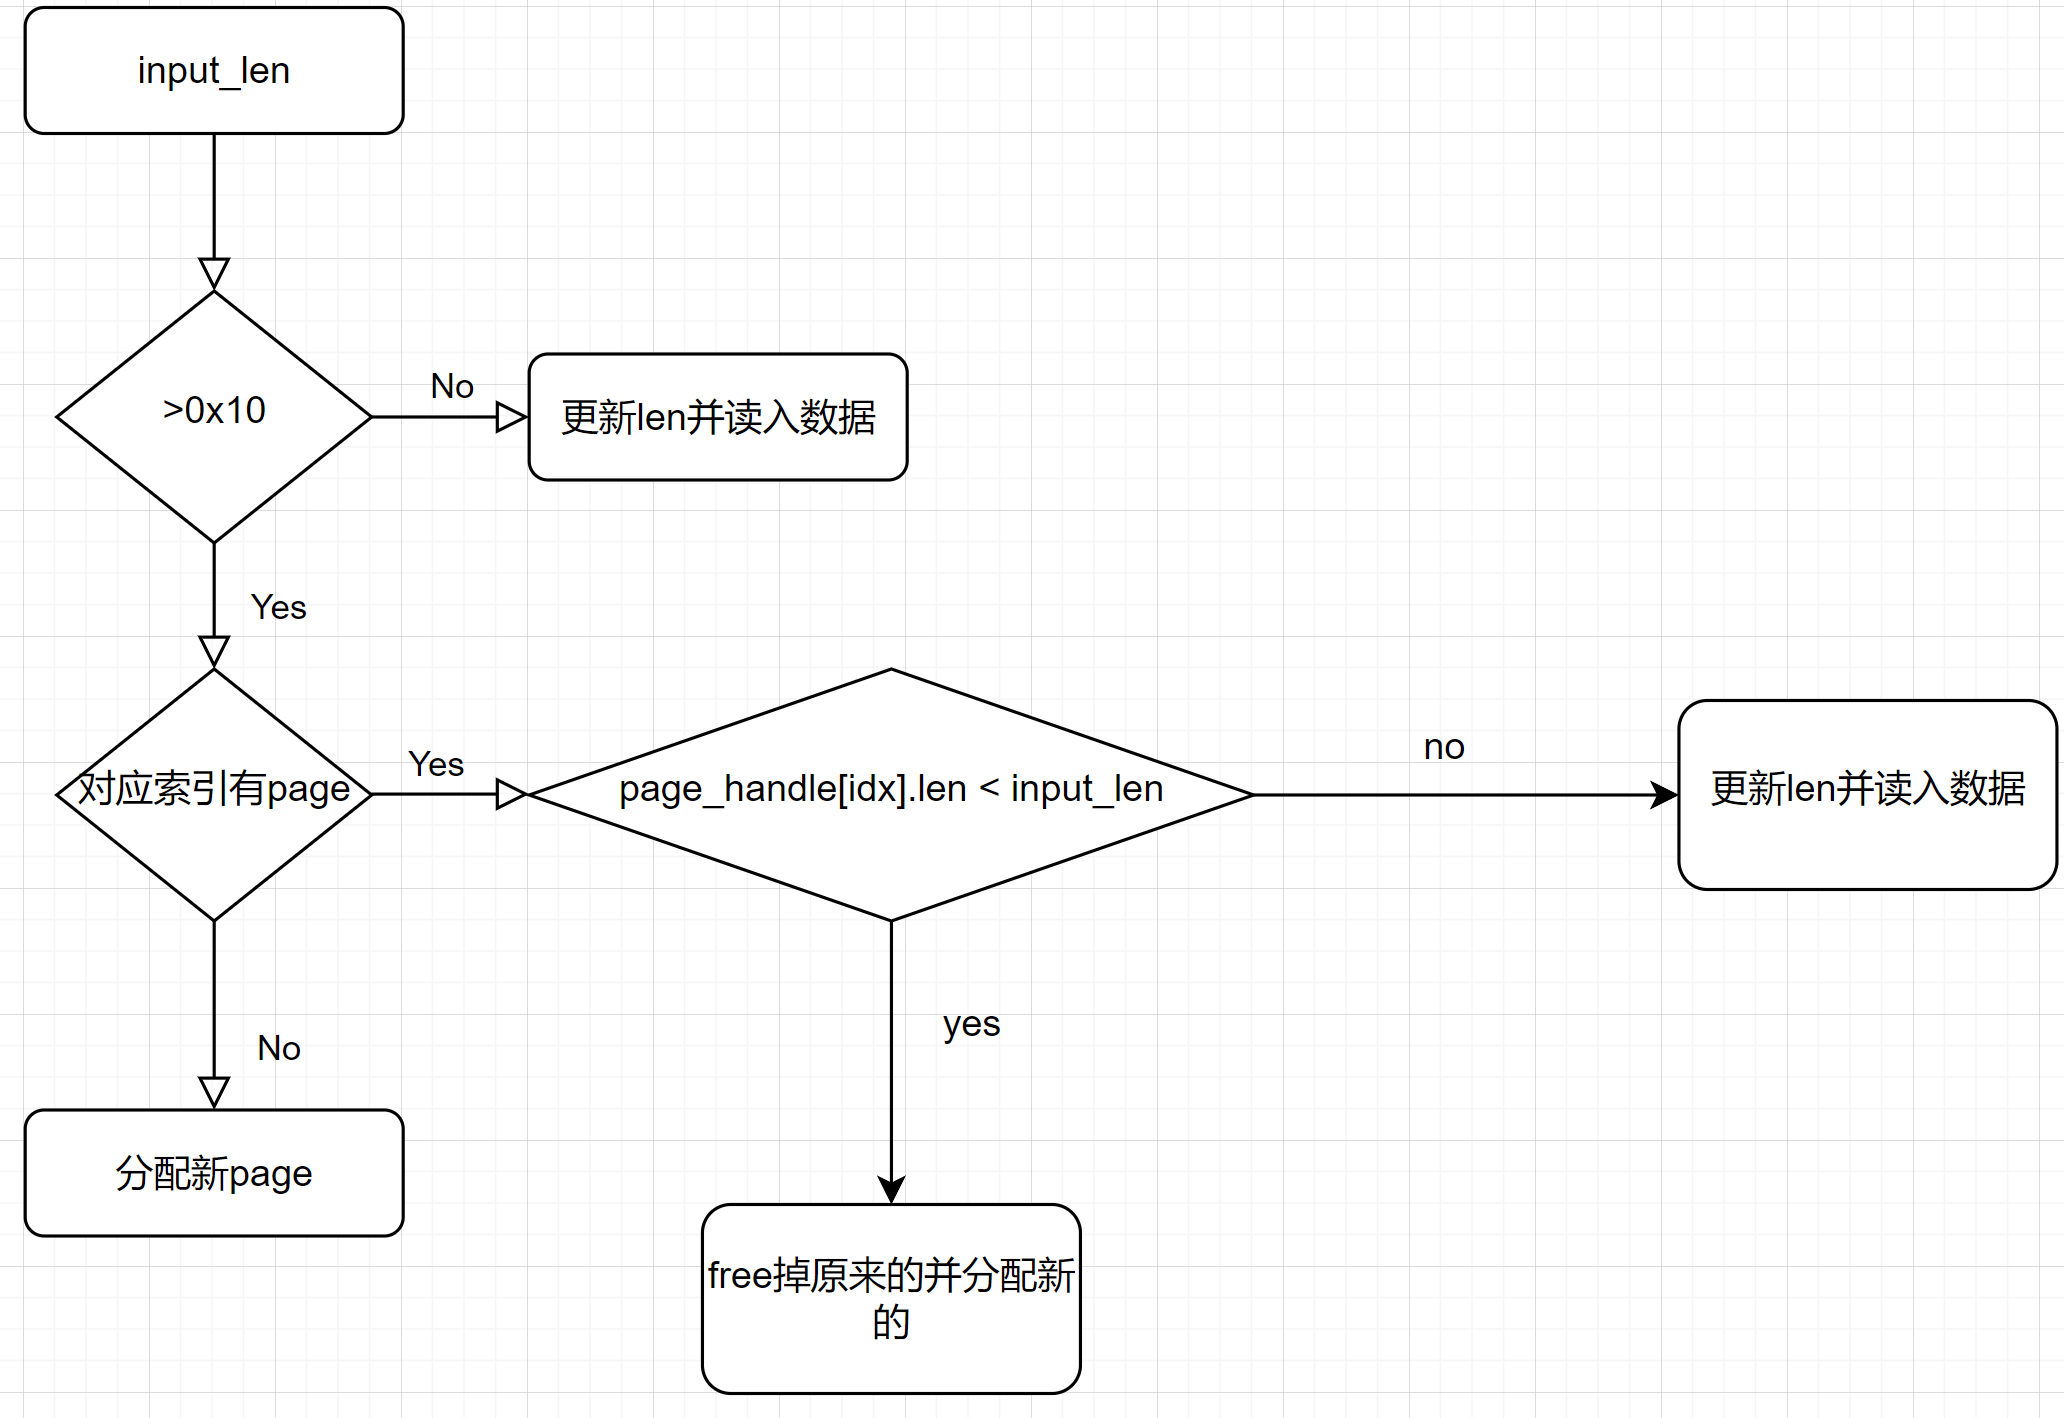 input_len
>0x10
No
更新len并读入数据
Yes
对应索引有page
Yes
page_handle[idx].len < input_len
no
更新len并读入数据
No
yes
分配新page
free掉原来的并分配新
的